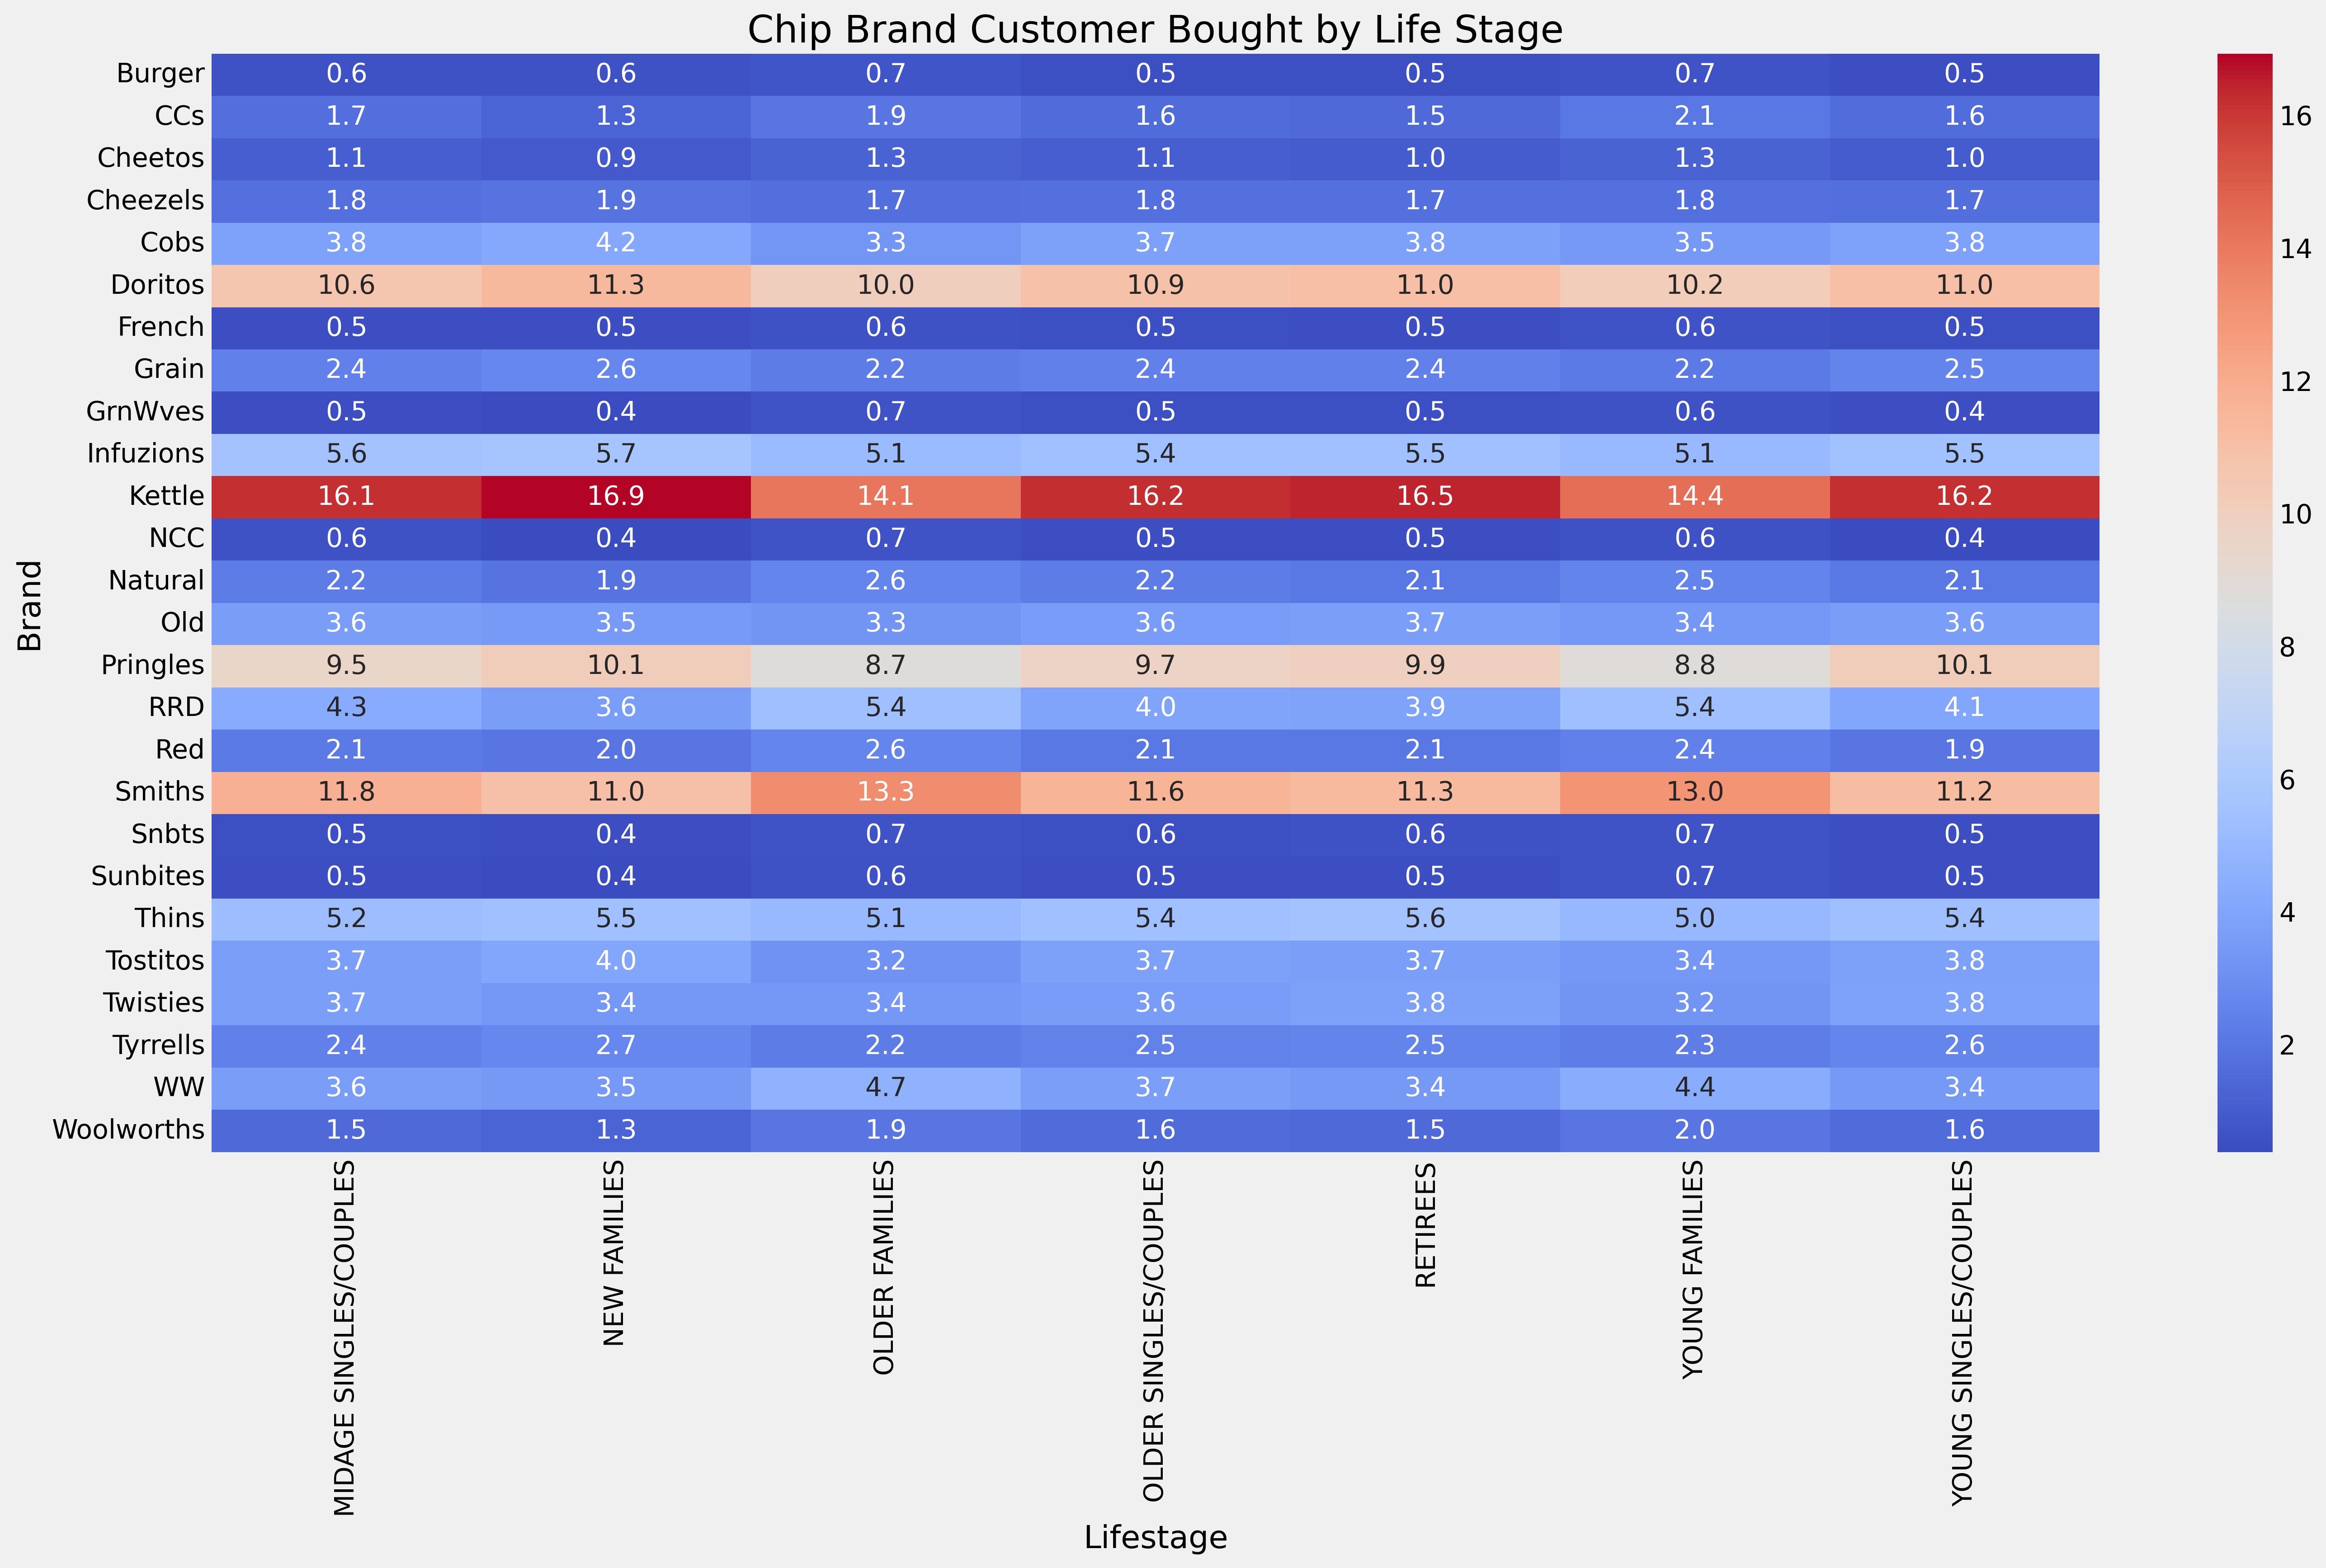 Chip Brand Customer Bought by Life Stage
Burger 0.6 0.6 0.7 0.5 0.5 0.7 0.5
CCs 1.7 1.3 1.9 1.6 1.5 2.1 1.6
Cheetos 1.1 0.9 1.3 1.1 1.0 1.3 1.0
Cheezels 1.8 1.9 1.7 1.8 1.7 1.8 1.7
Cobs 3.8 4.2 3.3 3.7 3.8 3.5 3.8
Doritos 10.6 11.3 10.0 10.9 11.0 10.2 11.0
French 0.5 0.5 0.6 0.5 0.5 0.6 0.5
Grain 2.4 2.6 2.2 2.4 2.4 2.2 2.5
GrnWves 0.5 0.4 0.7 0.5 0.5 0.6 0.4
Infuzions 5.6 5.7 5.1 5.4 5.5 5.1 5.5
Kettle 16.1 16.9 14.1 16.2 16.5 14.4 16.2
NCC 0.6 0.4 0.7 0.5 0.5 0.6 0.4
Natural 2.2 1.9 2.6 2.2 2.1 2.5 2.1
Old 3.6 3.5 3.3 3.6 3.7 3.4 3.6
Pringles 9.5 10.1 8.7 9.7 9.9 8.8 10.1
RRD 4.3 3.6 5.4 4.0 3.9 5.4 4.1
Red 2.1 2.0 2.6 2.1 2.1 2.4 1.9
Smiths 11.8 11.0 13.3 11.6 11.3 13.0 11.2
Snbts 0.5 0.4 0.7 0.6 0.6 0.7 0.5
Sunbites 0.5 0.4 0.6 0.5 0.5 0.7 0.5
Thins 5.2 5.5 5.1 5.4 5.6 5.0 5.4
Tostitos 3.7 4.0 3.2 3.7 3.7 3.4 3.8
Twisties 3.7 3.4 3.4 3.6 3.8 3.2 3.8
Tyrrells 2.4 2.7 2.2 2.5 2.5 2.3 2.6
WW 3.6 3.5 4.7 3.7 3.4 4.4 3.4
Woolworths 1.5 1.3 1.9 1.6 1.5 2.0 1.6
Brand
MIDAGE SINGLES/COUPLES
NEW FAMILIES
OLDER FAMILIES
OLDER SINGLES/COUPLES
RETIREES
YOUNG FAMILIES
YOUNG SINGLES/COUPLES
Lifestage
16
14
12
10
8
6
4
2